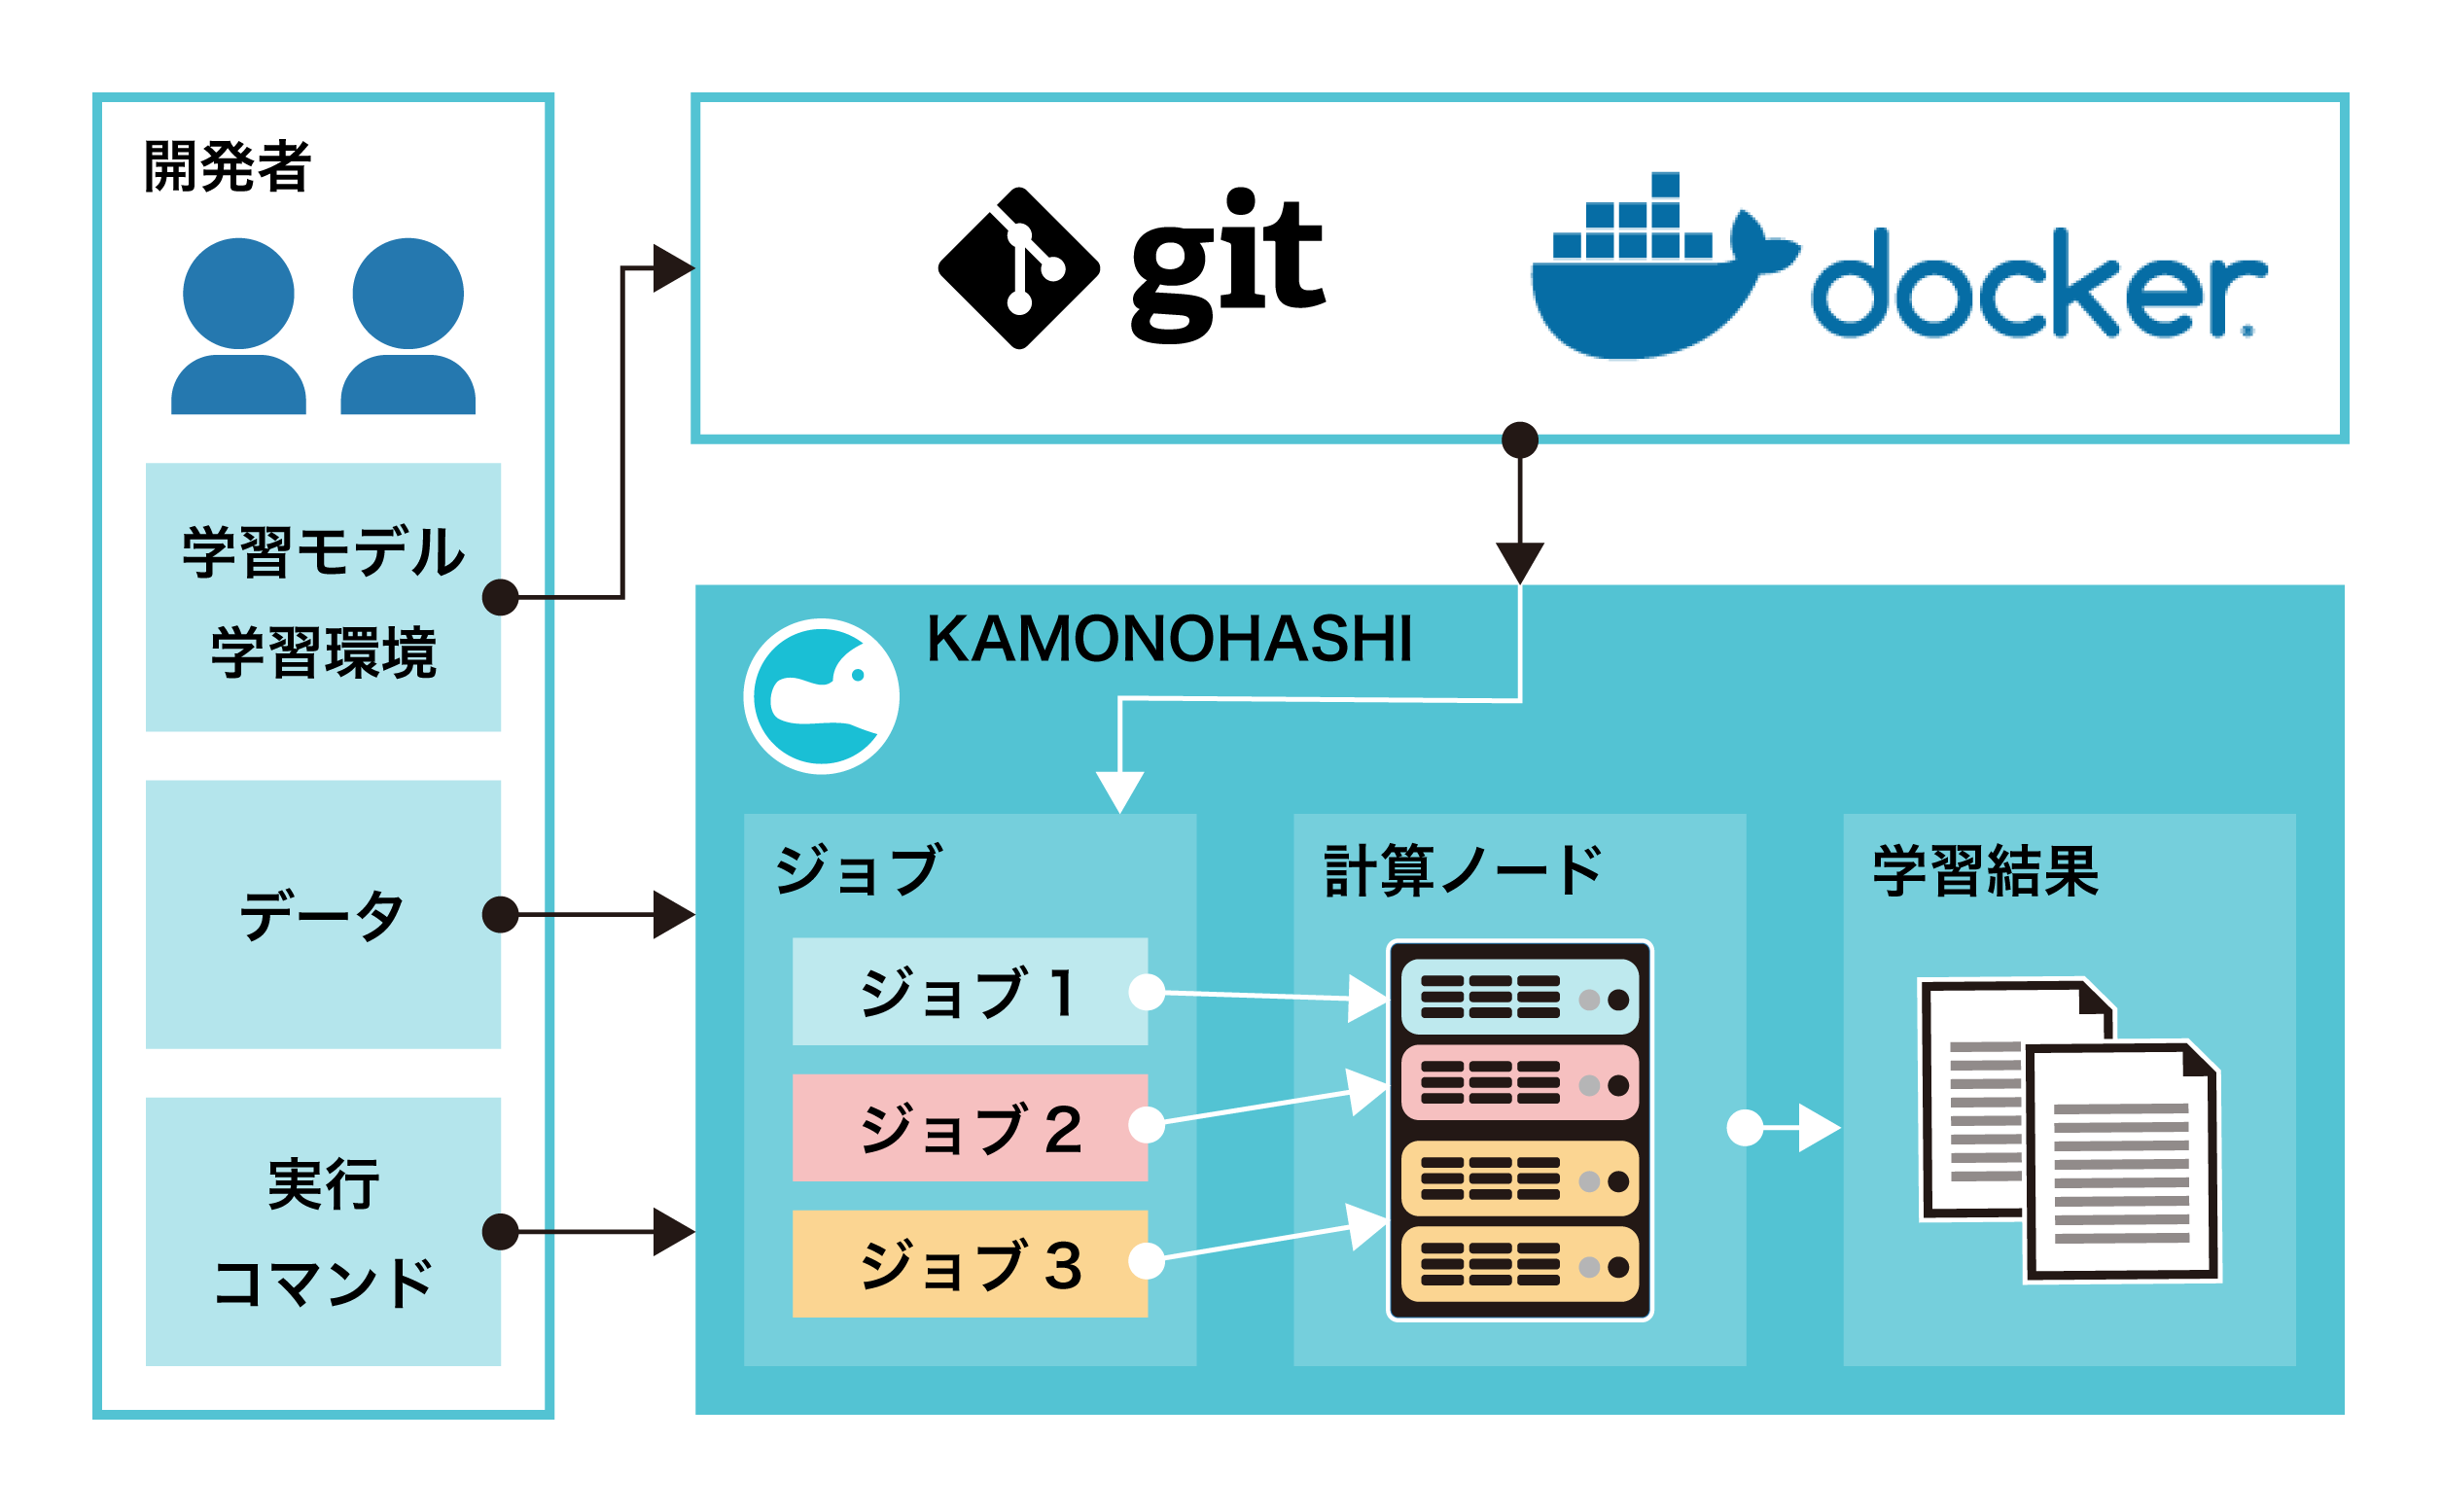 開発者
学習モデル
学習環境
データ
実行
コマンド
git
docker
KAMONOHASHI
ジョブ
ジョブ 1
ジョブ 2
ジョブ 3
計算ノード
学習結果